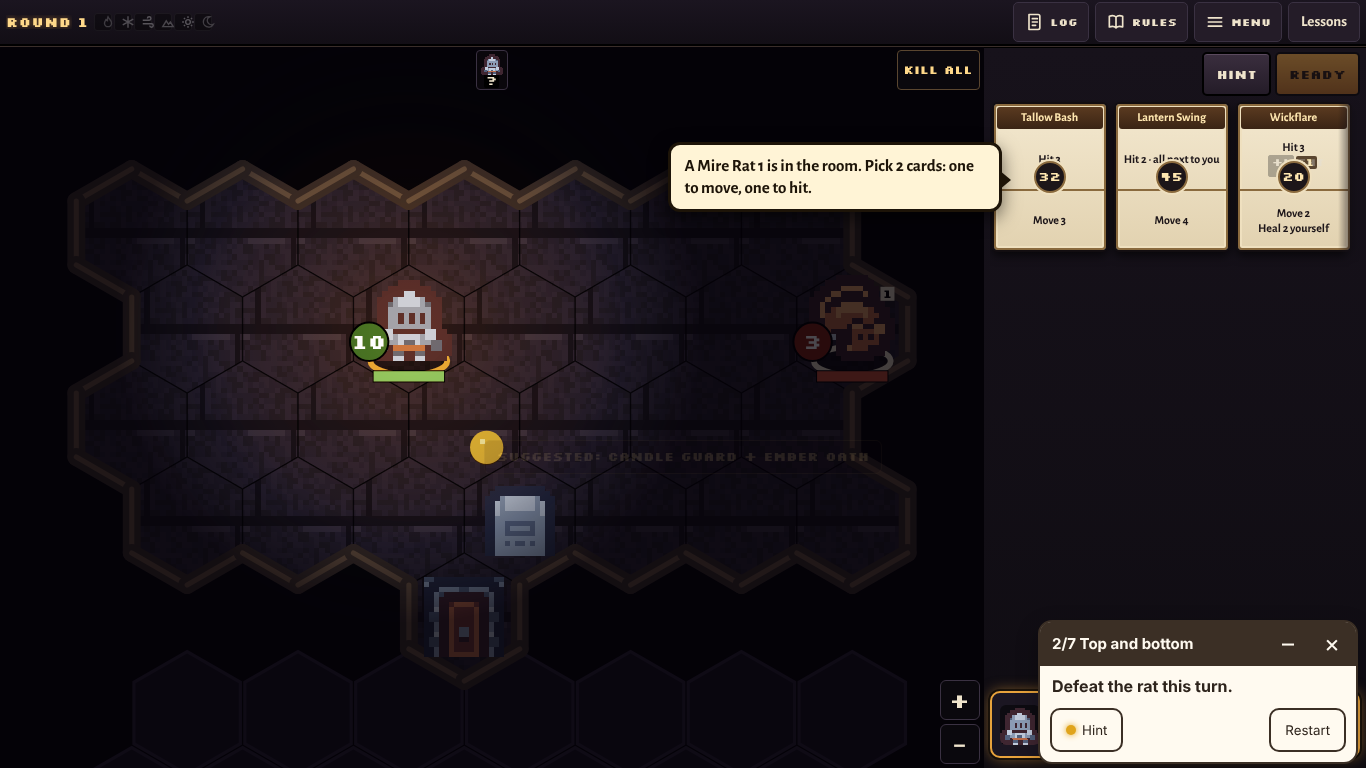 ROUND 1
LOG
RULES
MENU
Lessons
?
KILL ALL
HINT
READY
Tallow Bash
Hit 3
32
Move 3
Lantern Swing
Hit 2 · all next to you
45
Move 4
Wickflare
Hit 3
20
Move 2
Heal 2 yourself
A Mire Rat 1 is in the room. Pick 2 cards: one
to move, one to hit.
1
10
3
SUGGESTED: CANDLE GUARD + EMBER OATH
+
–
2/7 Top and bottom
Defeat the rat this turn.
Hint
Restart